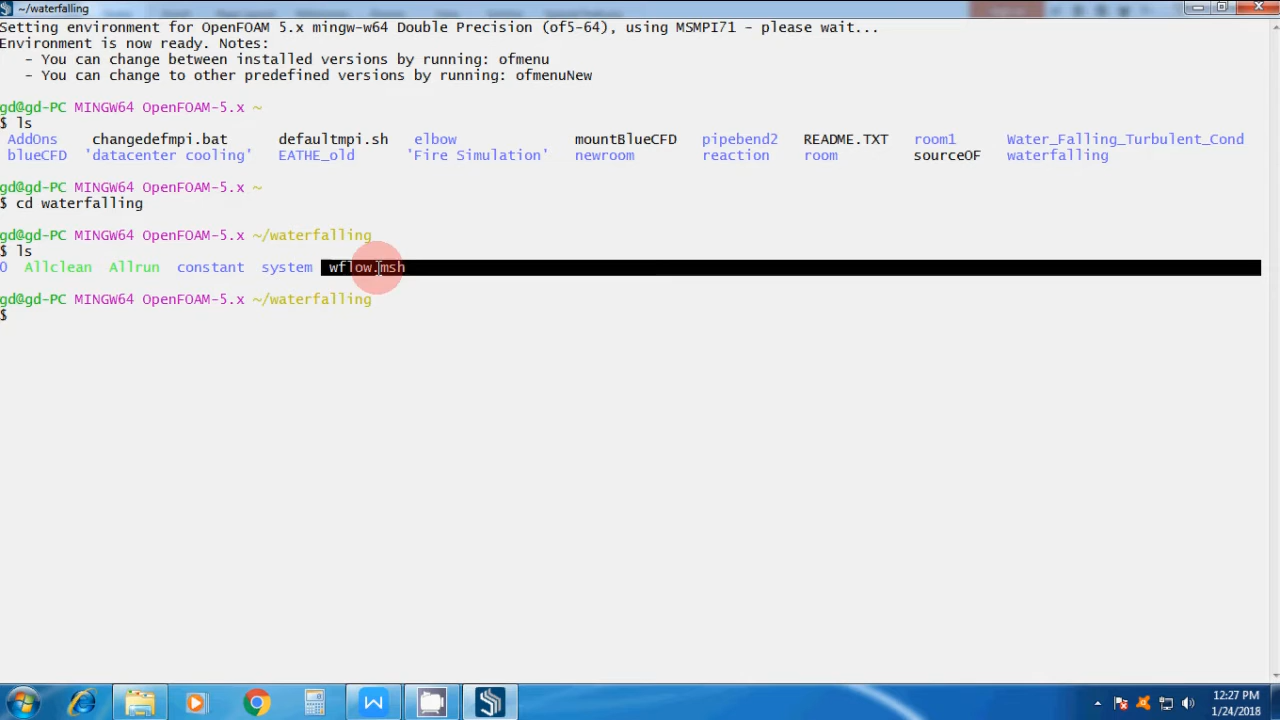 ~/waterfalling
Setting environment for OpenFOAM 5.x mingw-w64 Double Precision (of5-64), using MSMPI71 - please wait...
Environment is now ready. Notes:
- You can change between installed versions by running: ofmenu
- You can change to other predefined versions by running: ofmenuNew
gd@gd-PC MINGW64 OpenFOAM-5.x ~
$ ls
AddOns changedefmpi.bat defaultmpi.sh elbow mountBlueCFD pipebend2 README.TXT room1 Water_Falling_Turbulent_Cond
blueCFD 'datacenter cooling' EATHE_old 'Fire Simulation' newroom reaction room sourceOF waterfalling
gd@gd-PC MINGW64 OpenFOAM-5.x ~
$ cd waterfalling
gd@gd-PC MINGW64 OpenFOAM-5.x ~/waterfalling
$ ls
0 Allclean Allrun constant system wflow.msh
gd@gd-PC MINGW64 OpenFOAM-5.x ~/waterfalling
$
12:27 PM
1/24/2018